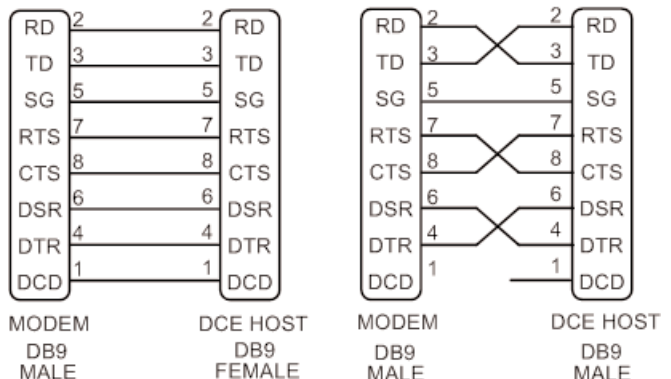 RD 2 2 RD
TD 3 3 TD
SG 5 5 SG
RTS 7 7 RTS
CTS 8 8 CTS
DSR 6 6 DSR
DTR 4 4 DTR
DCD 1 1 DCD
MODEM DCE HOST
DB9 DB9
MALE FEMALE
RD 2 2 RD
TD 3 3 TD
SG 5 5 SG
RTS 7 7 RTS
CTS 8 8 CTS
DSR 6 6 DSR
DTR 4 4 DTR
DCD 1 1 DCD
MODEM DCE HOST
DB9 DB9
MALE MALE